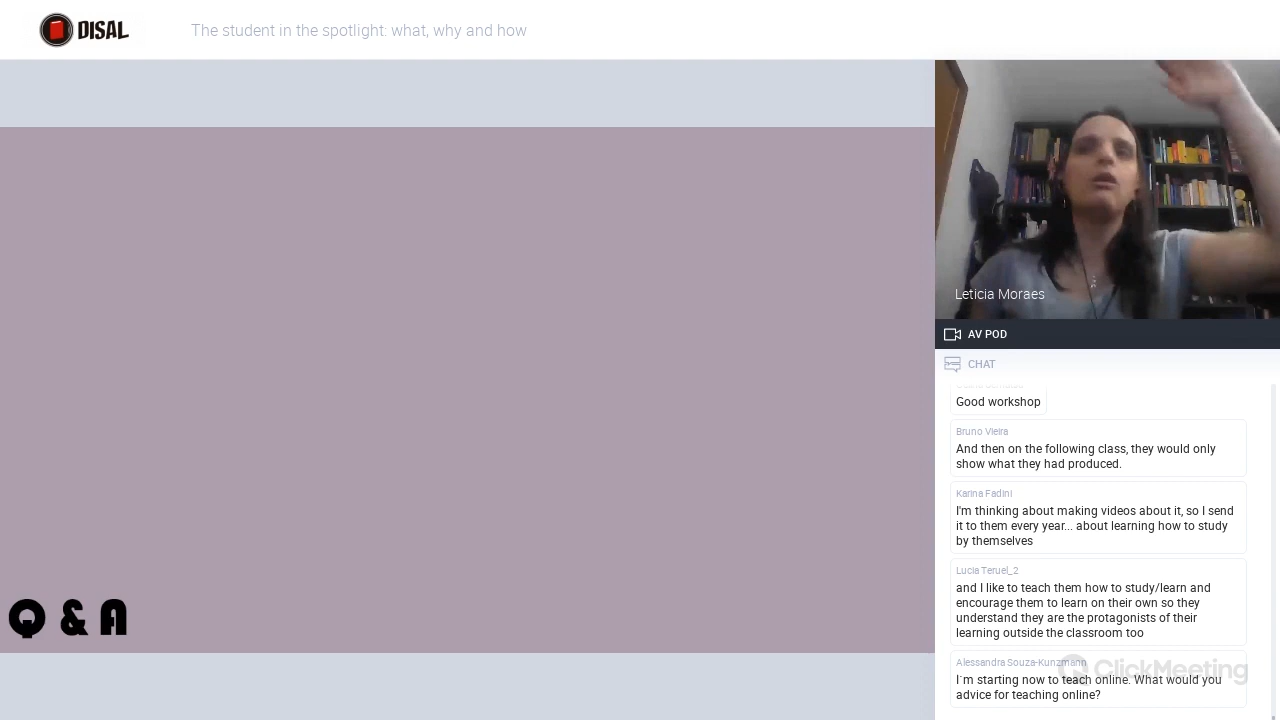 DISAL
The student in the spotlight: what, why and how
Leticia Moraes
AV POD
CHAT
Good workshop
Bruno Vieira
And then on the following class, they would only
show what they had produced.
Karina Fadini
I'm thinking about making videos about it, so I send
it to them every year... about learning how to study
by themselves
Lucia Teruel_2
and I like to teach them how to study/learn and
encourage them to learn on their own so they
understand they are the protagonists of their
learning outside the classroom too
Alessandra Souza-Kunzmann
I´m starting now to teach online. What would you
advice for teaching online?
ClickMeeting
Q & A